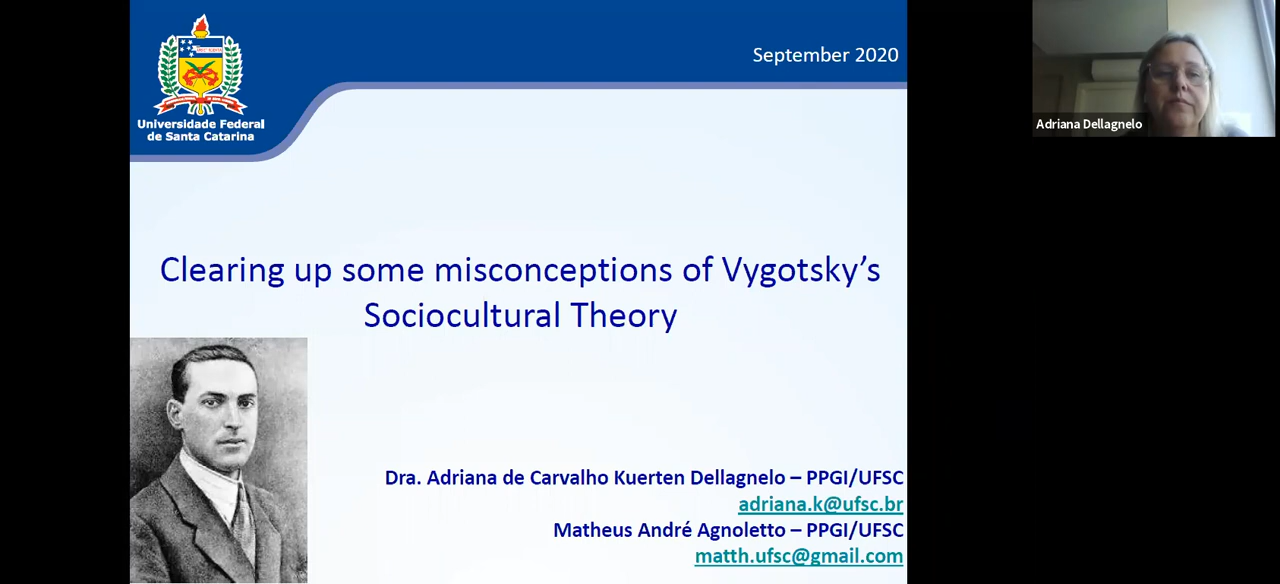 September 2020
Universidade Federal
de Santa Catarina
Adriana Dellagnelo
Clearing up some misconceptions of Vygotsky’s
Sociocultural Theory
Dra. Adriana de Carvalho Kuerten Dellagnelo – PPGI/UFSC
adriana.k@ufsc.br
Matheus André Agnoletto – PPGI/UFSC
matth.ufsc@gmail.com